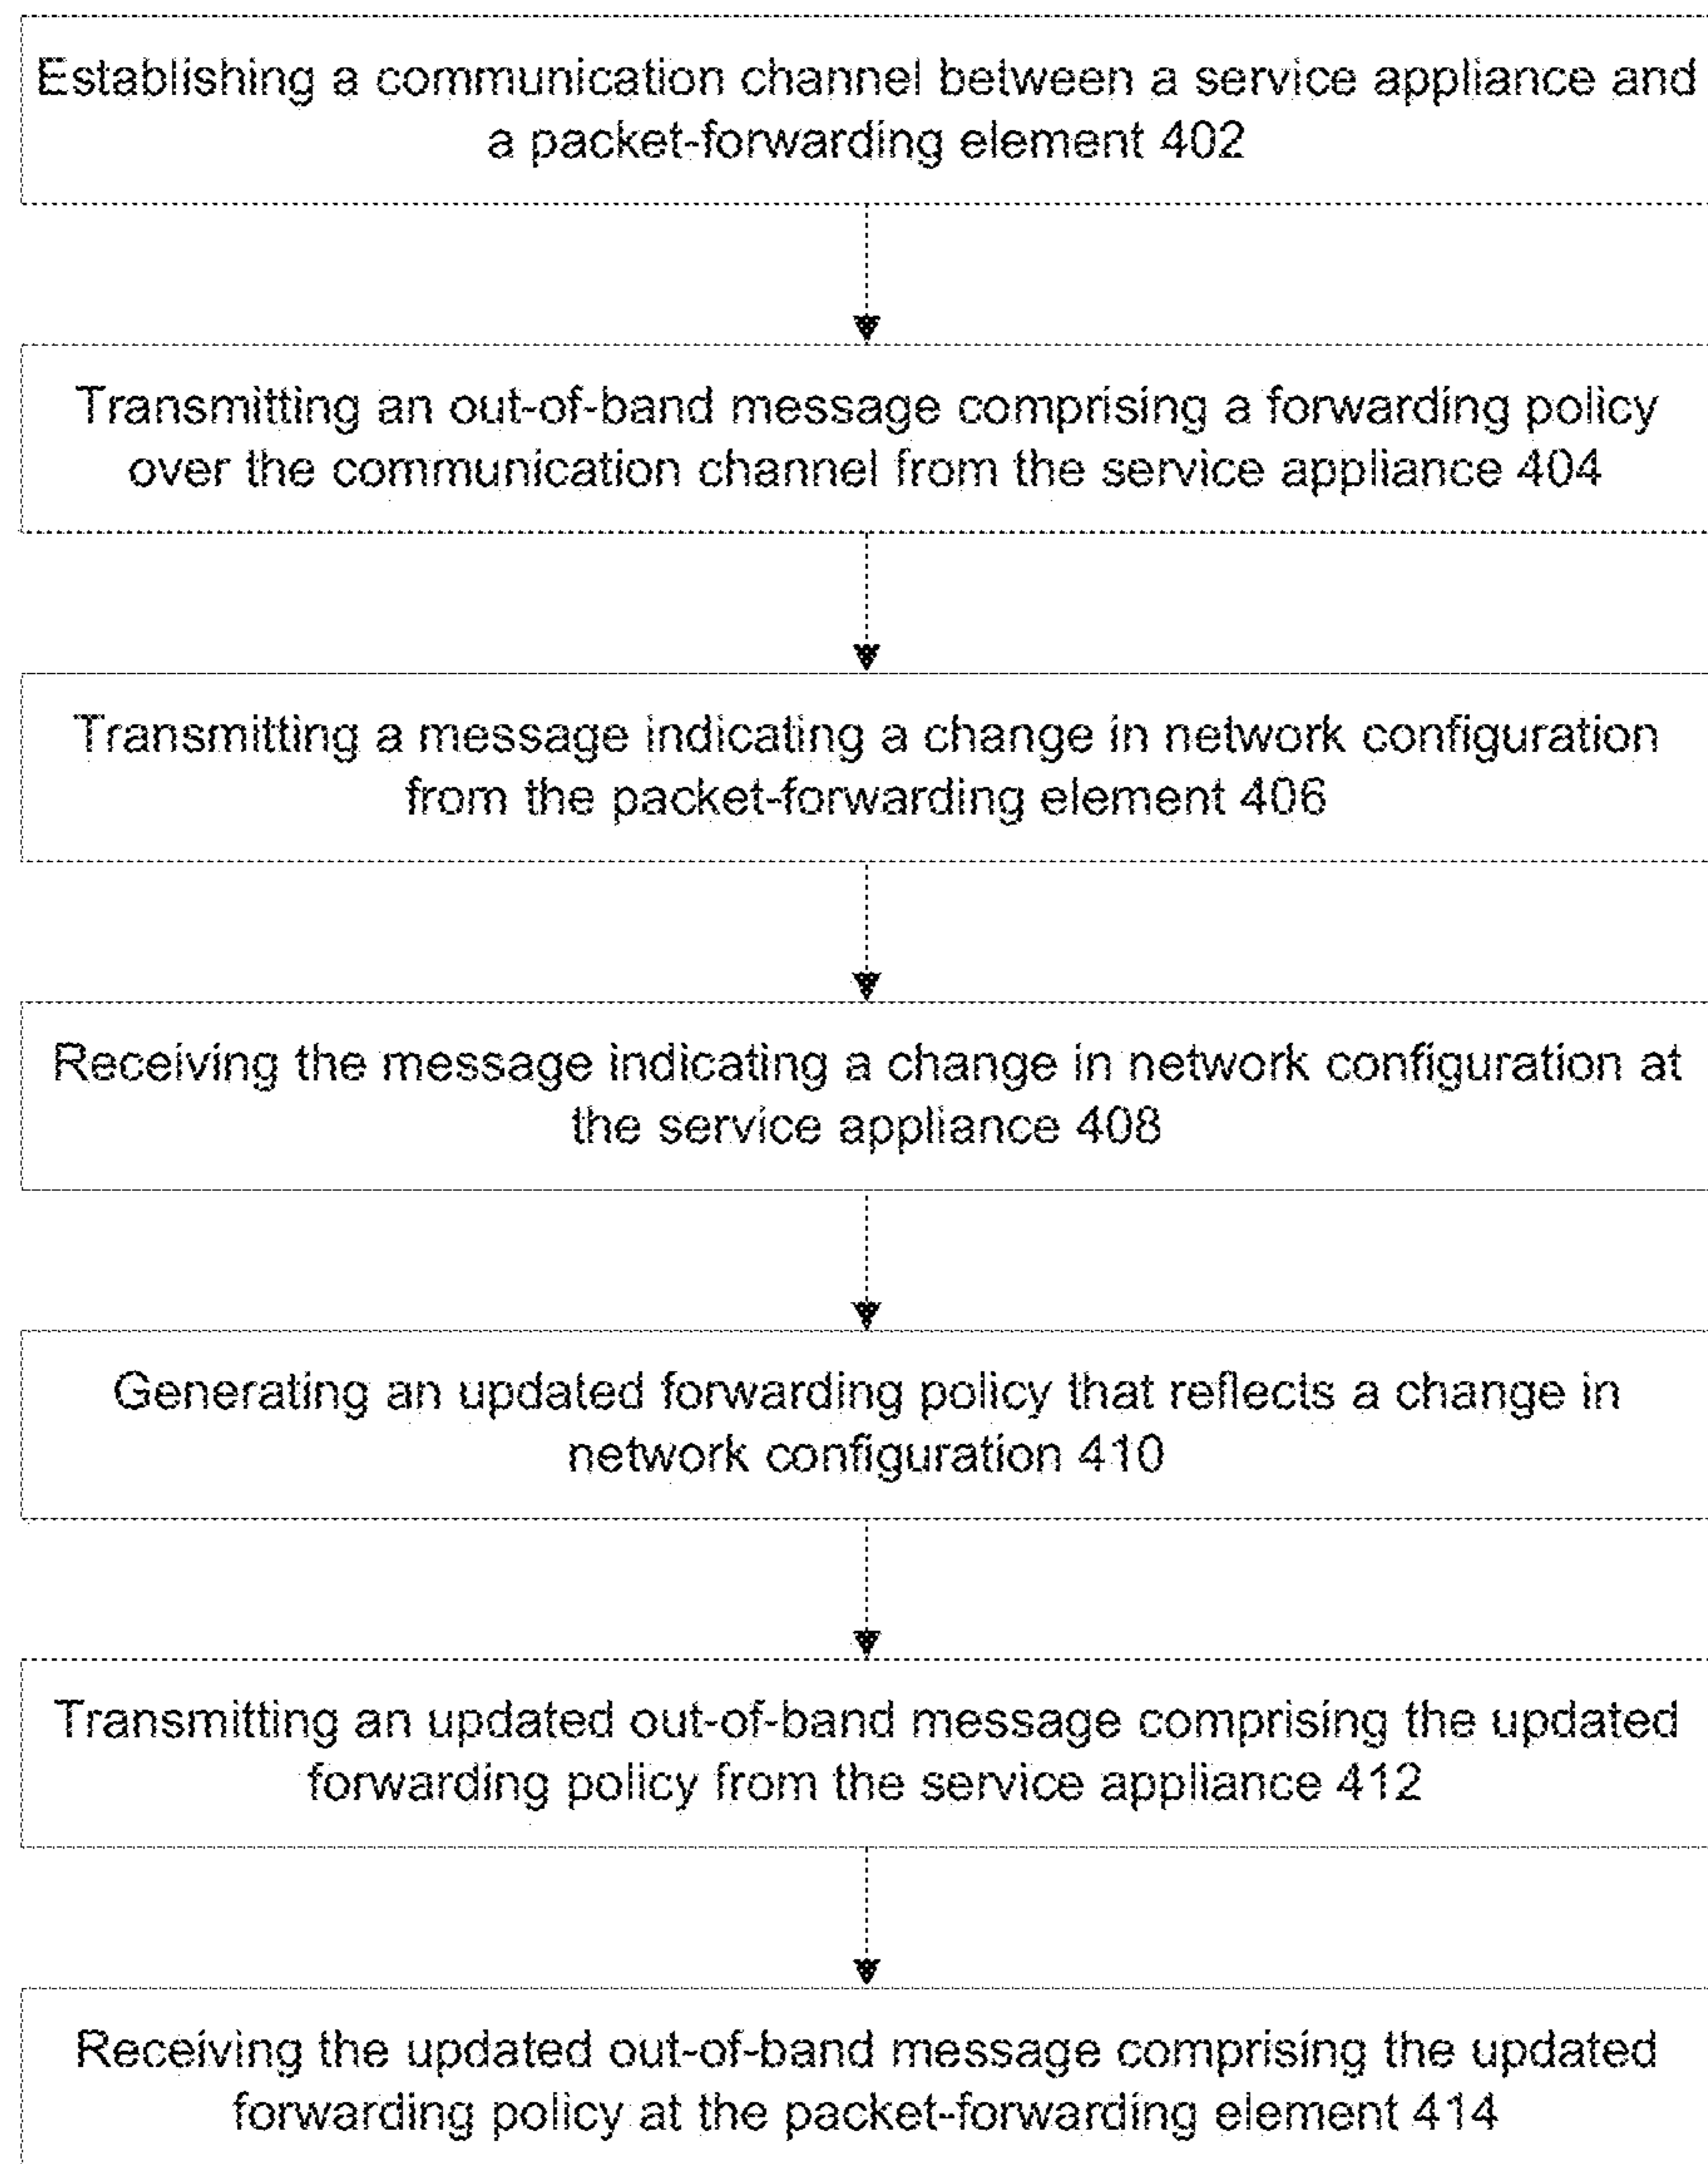 Establishing a communication channel between a service appliance and
a packet-forwarding element 402
Transmitting an out-of-band message comprising a forwarding policy
over the communication channel from the service appliance 404
Transmitting a message indicating a change in network configuration
from the packet-forwarding element 406
Receiving the message indicating a change in network configuration at
the service appliance 408
Generating an updated forwarding policy that reflects a change in
network configuration 410
Transmitting an updated out-of-band message comprising the updated
forwarding policy from the service appliance 412
Receiving the updated out-of-band message comprising the updated
forwarding policy at the packet-forwarding element 414